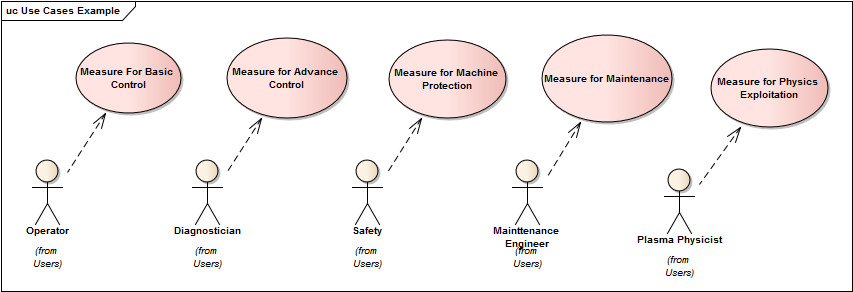 uc Use Cases Example
Measure For Basic
Control
Measure for Advance
Control
Measure for Machine
Protection
Measure for Maintenance
Measure for Physics
Exploitation
Operator
(from
Users)
Diagnostician
(from
Users)
Safety
(from
Users)
Mainttenance
Engineer
(from
Users)
Plasma Physicist
(from
Users)